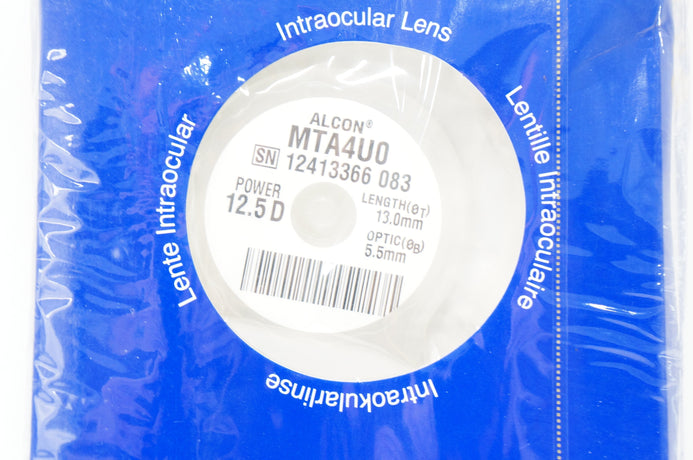 Intraocular Lens
Lentille Intraoculaire
Intraokularlinse
Lente Intraocular
ALCON®
MTA4U0
SN 12413366 083
POWER
12.5 D
LENGTH(ØT)
13.0mm
OPTIC(ØB)
5.5mm